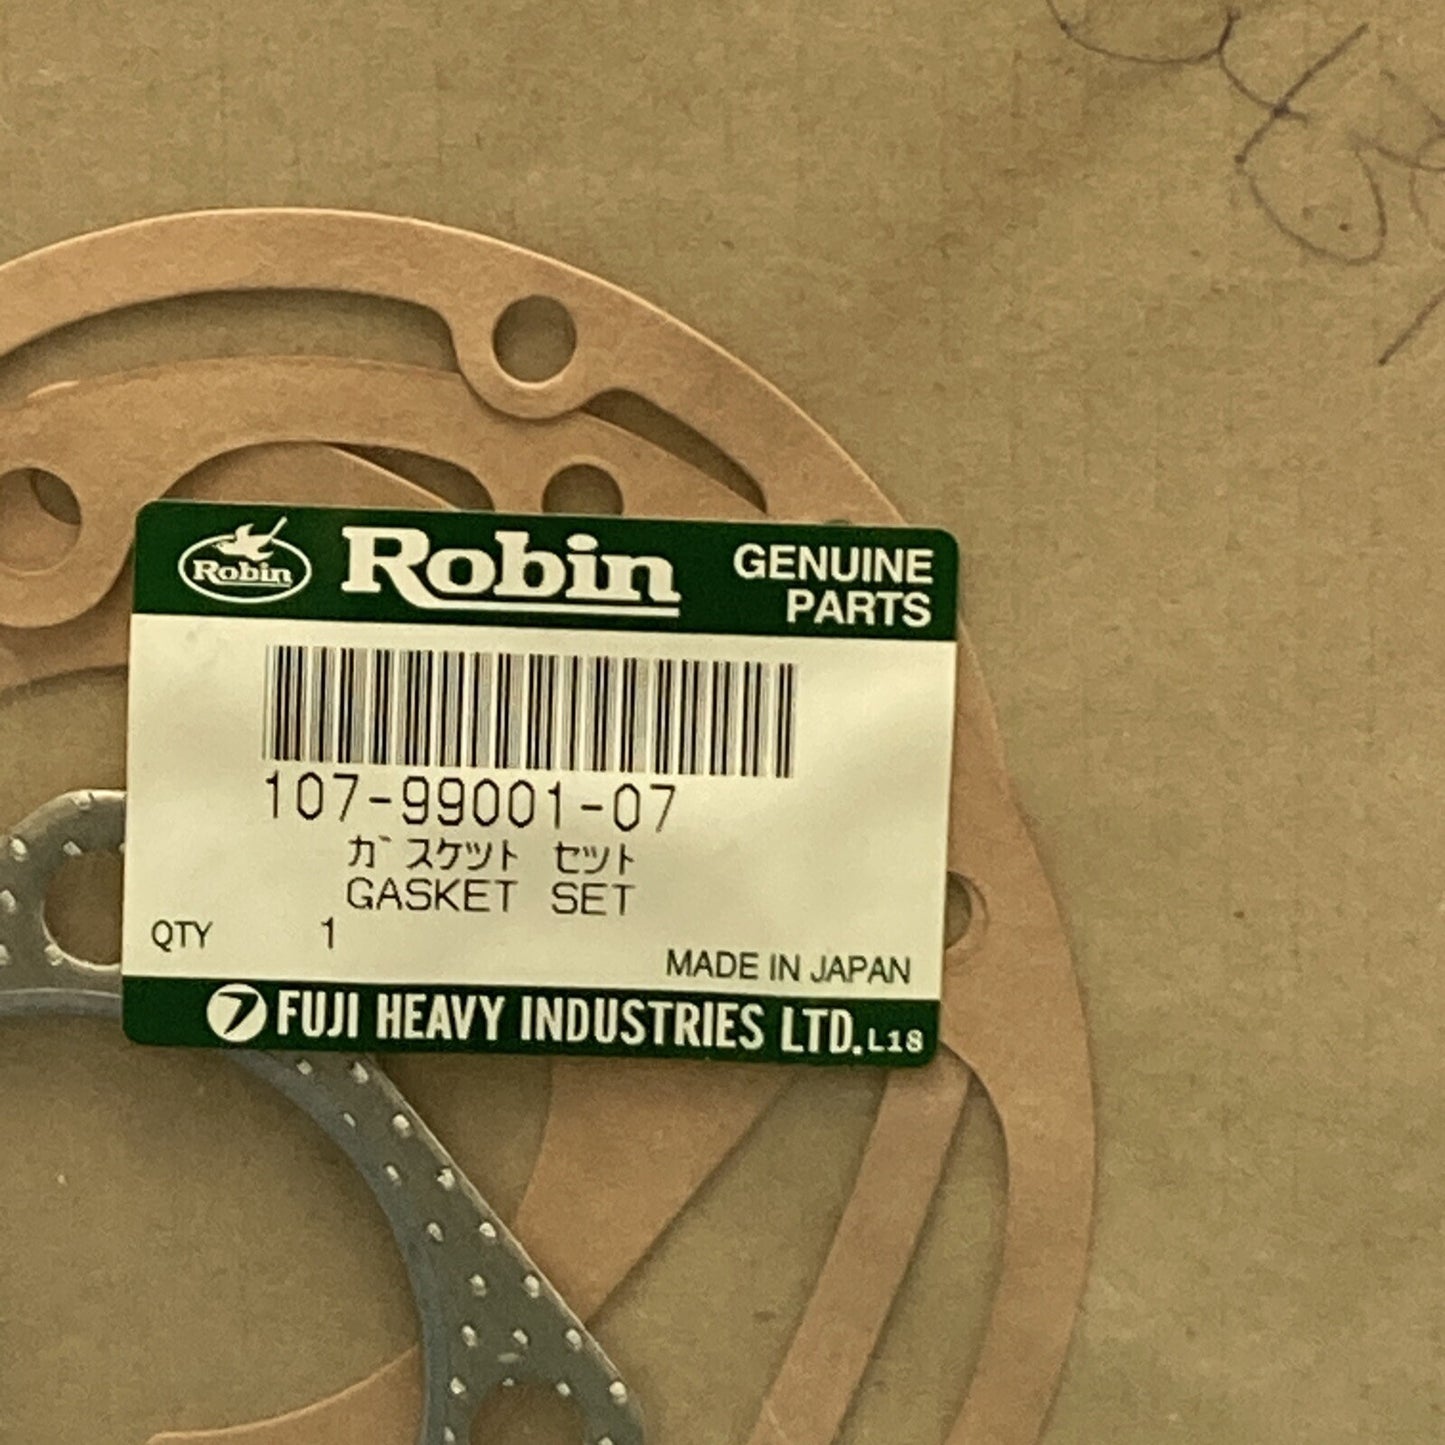 Robin
Robin
GENUINE
PARTS
107-99001-07
ガスケット セット
GASKET SET
QTY 1
MADE IN JAPAN
FUJI HEAVY INDUSTRIES LTD. L18